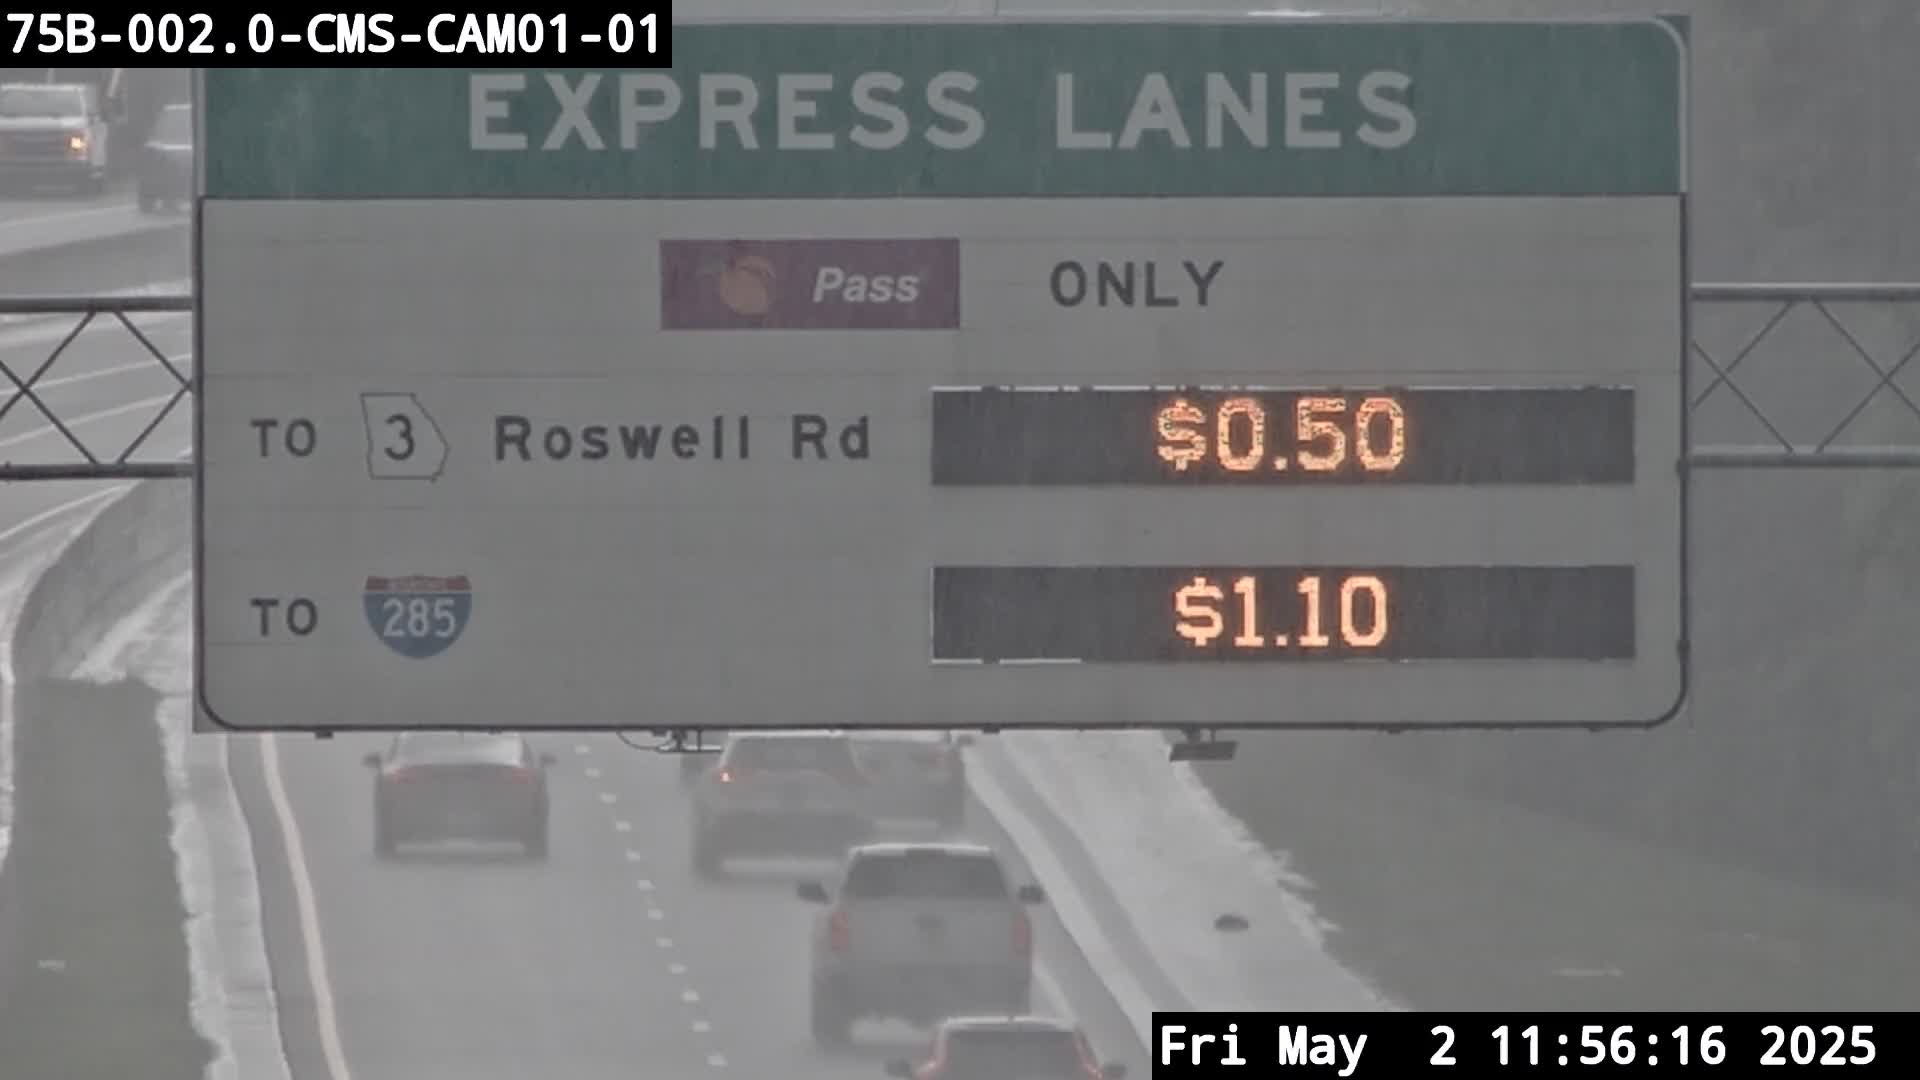 75B-002.0-CMS-CAM01-01
EXPRESS LANES
Pass ONLY
TO 3 Roswell Rd $0.50
TO 285 $1.10
Fri May 2 11:56:16 2025